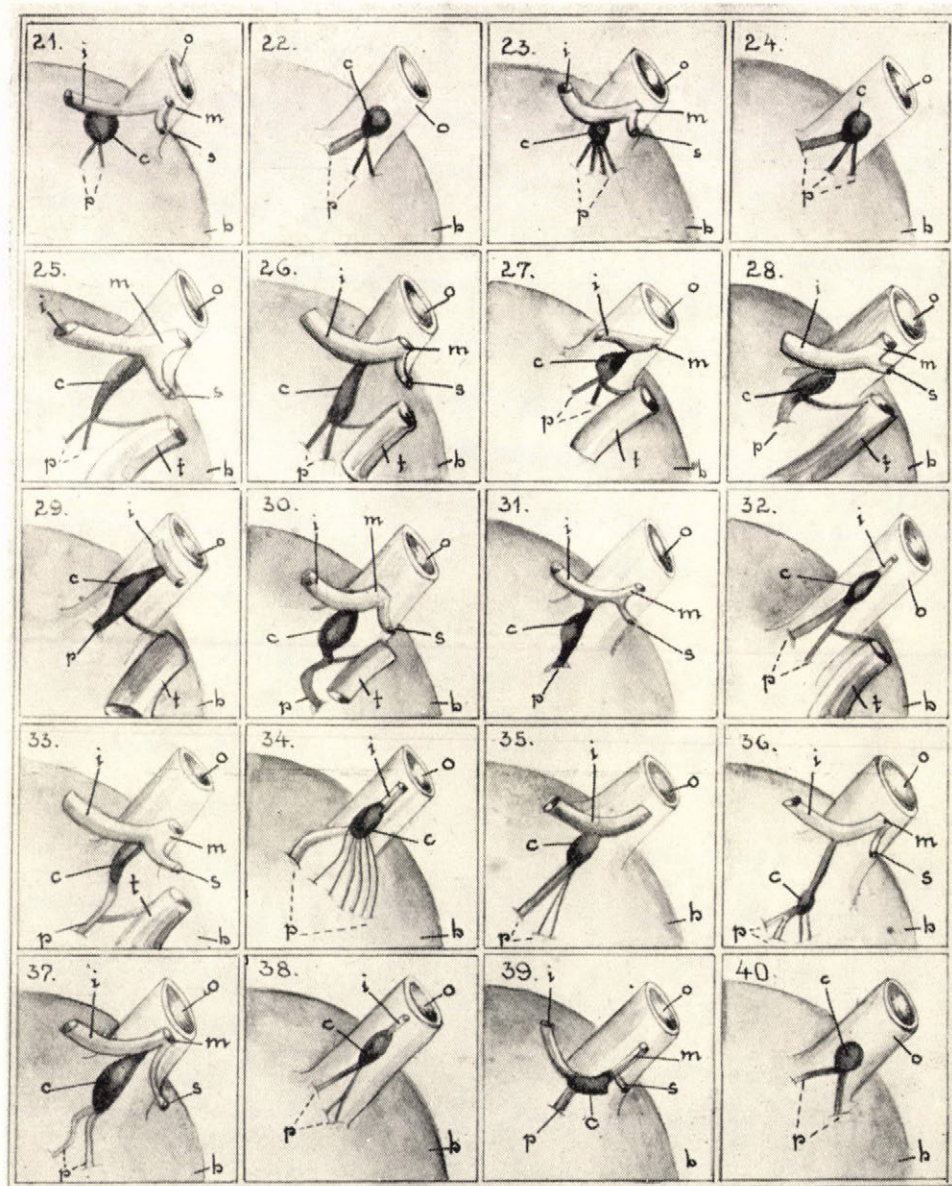 21. i o m s c p b
22. c o p b
23. i o m c s p b
24. c o p b
25. m o i c s p t b
26. i o m c s p t b
27. i o c m p t b
28. i o m s c p t b
29. i o c p t b
30. i m o c s p t b
31. i o m c s p b
32. i c o p t b
33. i o m c s t p b
34. i o c p b
35. i o c p b
36. i o m s c p b
37. i o m c s p b
38. i o c p b
39. i o m s p c b
40. c o p b